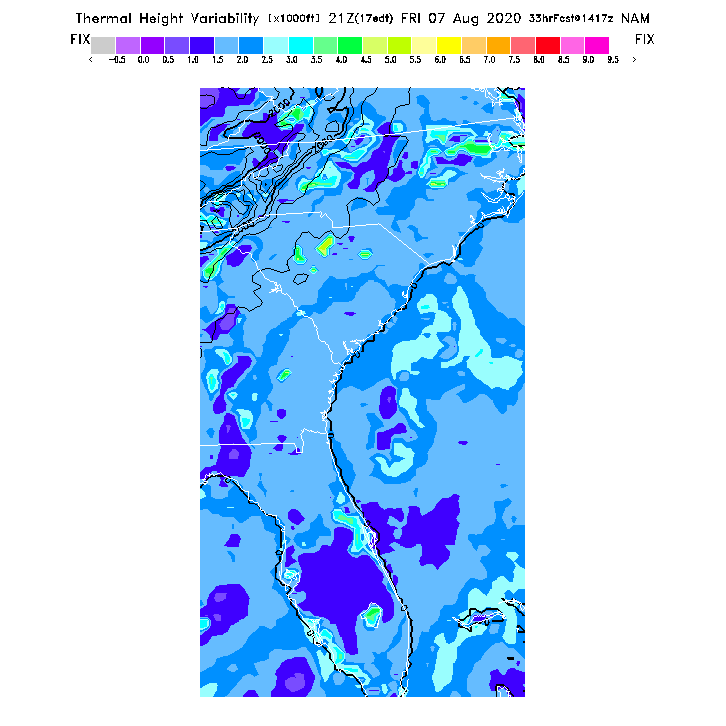 Thermal Height Variability [x1000ft] 21Z(17edt) FRI 07 Aug 2020 33hrFcst@1417z NAM
FIX FIX
< -0.5 0.0 0.5 1.0 1.5 2.0 2.5 3.0 3.5 4.0 4.5 5.0 5.5 6.0 6.5 7.0 7.5 8.0 8.5 9.0 9.5 >